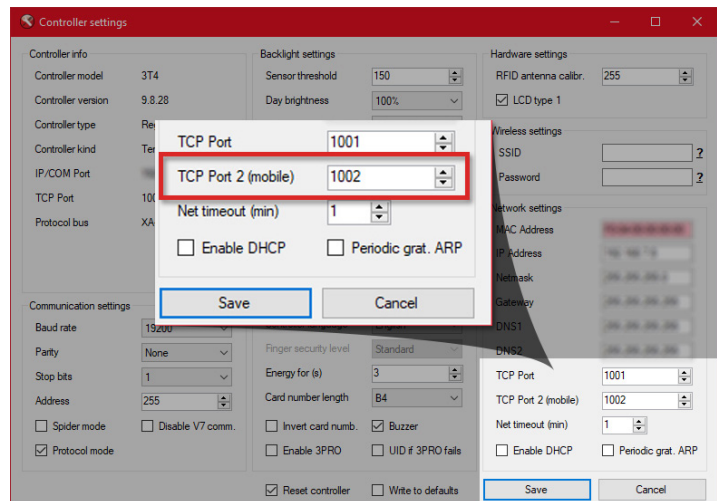 Controller settings
Controller info
Controller model 3T4
Controller version 9.8.28
Controller type
Controller kind
IP/COM Port
TCP Port
Protocol bus
Backlight settings
Sensor threshold 150
Day brightness 100%
Hardware settings
RFID antenna calibr. 255
LCD type 1
Wireless settings
SSID ?
Password ?
Network settings
MAC Address
IP Address
Netmask
Gateway
DNS1
DNS2
TCP Port 1001
TCP Port 2 (mobile) 1002
Net timeout (min) 1
Enable DHCP Periodic grat. ARP
Save Cancel
TCP Port 1001
TCP Port 2 (mobile) 1002
Net timeout (min) 1
Enable DHCP Periodic grat. ARP
Save Cancel
Communication settings
Baud rate 19200
Parity None
Stop bits 1
Address 255
Spider mode Disable V7 comm.
Protocol mode
Finger security level Standard
Energy for (s) 3
Card number length B4
Invert card numb. Buzzer
Enable 3PRO UID if 3PRO fails
Reset controller Write to defaults